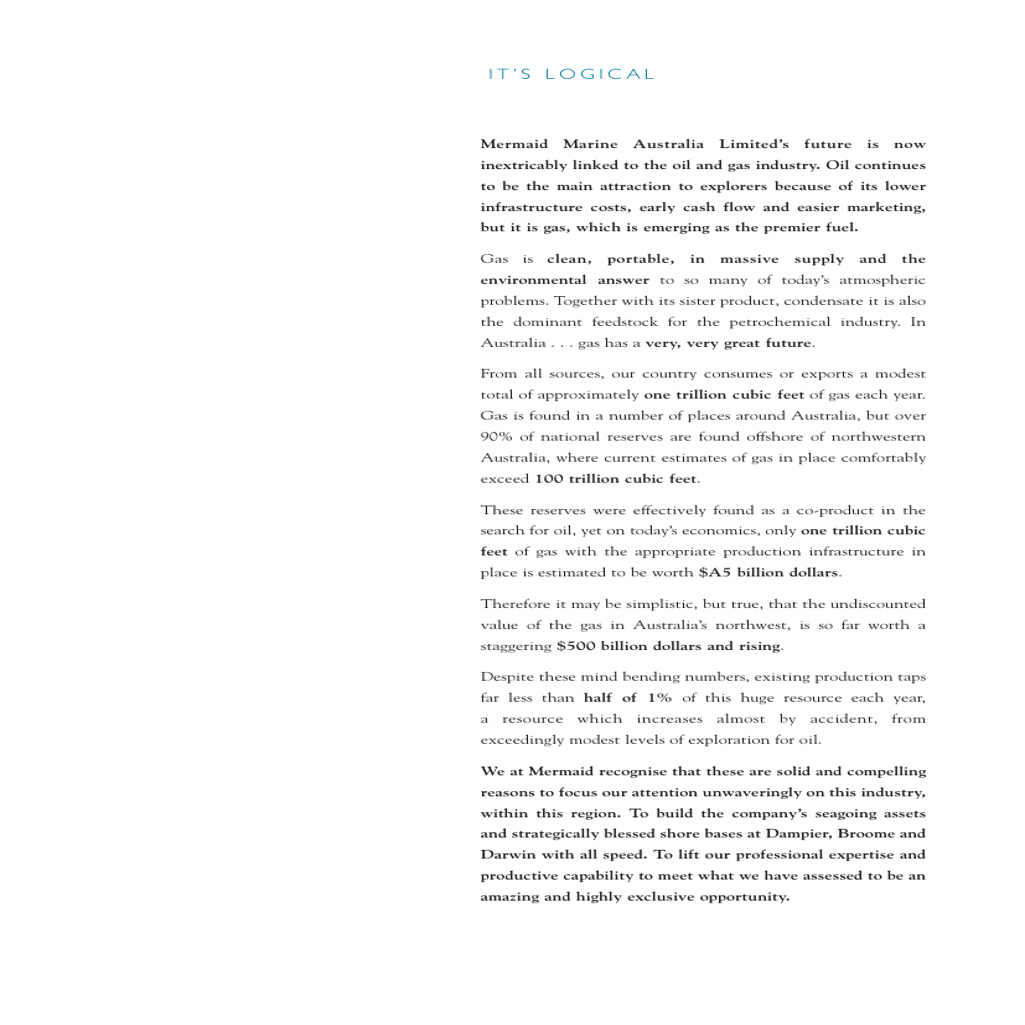 IT'S LOGICAL
Mermaid Marine Australia Limited's future is now
inextricably linked to the oil and gas industry. Oil continues
to be the main attraction to explorers because of its lower
infrastructure costs, early cash flow and easier marketing,
but it is gas, which is emerging as the premier fuel.
Gas is clean, portable, in massive supply and the
environmental answer to so many of today's atmospheric
problems. Together with its sister product, condensate it is also
the dominant feedstock for the petrochemical industry. In
Australia . . . gas has a very, very great future.
From all sources, our country consumes or exports a modest
total of approximately one trillion cubic feet of gas each year.
Gas is found in a number of places around Australia, but over
90% of national reserves are found offshore of northwestern
Australia, where current estimates of gas in place comfortably
exceed 100 trillion cubic feet.
These reserves were effectively found as a co-product in the
search for oil, yet on today's economics, only one trillion cubic
feet of gas with the appropriate production infrastructure in
place is estimated to be worth $A5 billion dollars.
Therefore it may be simplistic, but true, that the undiscounted
value of the gas in Australia's northwest, is so far worth a
staggering $500 billion dollars and rising.
Despite these mind bending numbers, existing production taps
far less than half of 1% of this huge resource each year,
a resource which increases almost by accident, from
exceedingly modest levels of exploration for oil.
We at Mermaid recognise that these are solid and compelling
reasons to focus our attention unwaveringly on this industry,
within this region. To build the company's seagoing assets
and strategically blessed shore bases at Dampier, Broome and
Darwin with all speed. To lift our professional expertise and
productive capability to meet what we have assessed to be an
amazing and highly exclusive opportunity.